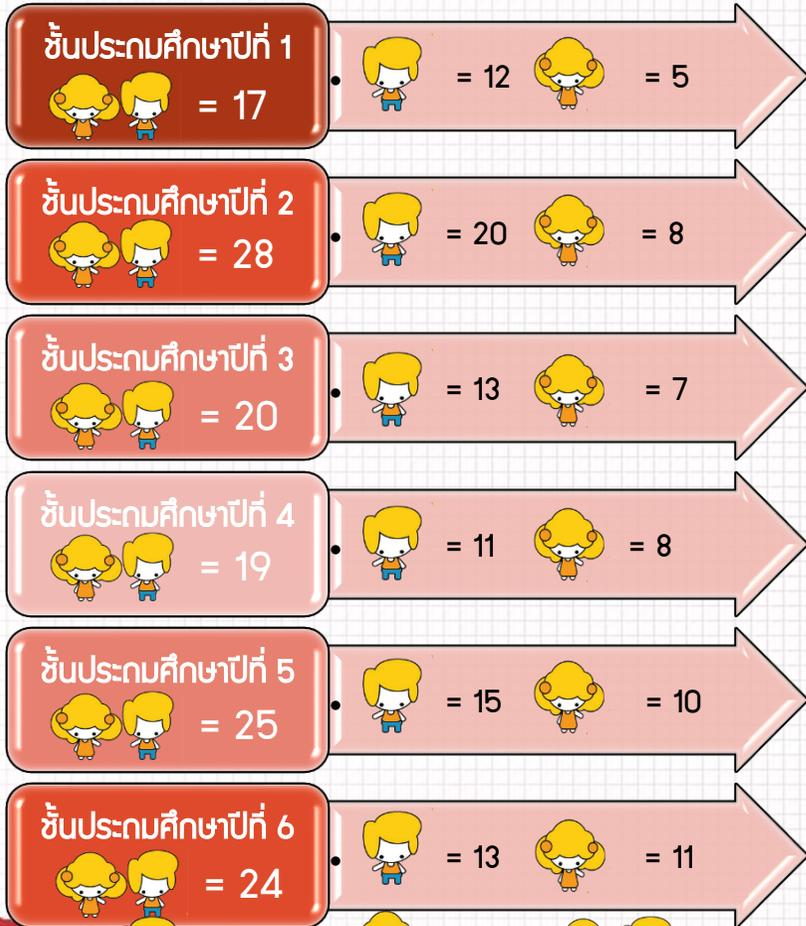 ชั้นประถมศึกษาปีที่ 1
= 17
= 12 = 5
ชั้นประถมศึกษาปีที่ 2
= 28
= 20 = 8
ชั้นประถมศึกษาปีที่ 3
= 20
= 13 = 7
ชั้นประถมศึกษาปีที่ 4
= 19
= 11 = 8
ชั้นประถมศึกษาปีที่ 5
= 25
= 15 = 10
ชั้นประถมศึกษาปีที่ 6
= 24
= 13 = 11